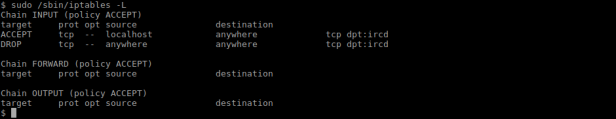 $ sudo /sbin/iptables -L
Chain INPUT (policy ACCEPT)
target     prot opt source               destination
ACCEPT     tcp  --  localhost            anywhere             tcp dpt:ircd
DROP       tcp  --  anywhere             anywhere             tcp dpt:ircd
Chain FORWARD (policy ACCEPT)
target     prot opt source               destination
Chain OUTPUT (policy ACCEPT)
target     prot opt source               destination
$